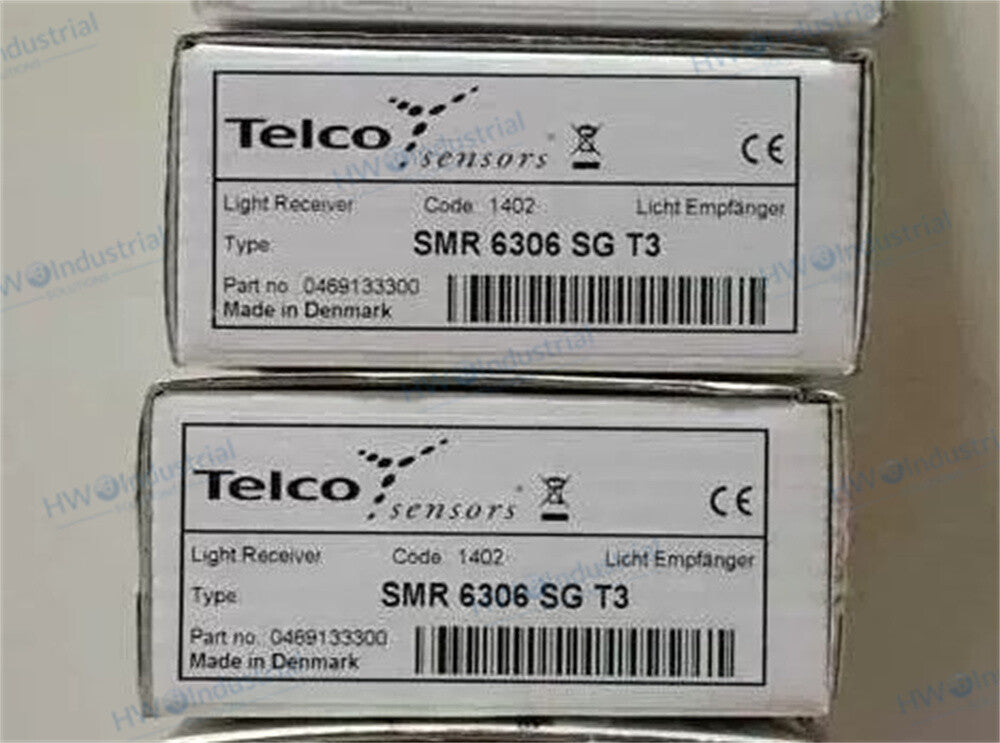 Telco
sensors
CE
Light Receiver Code 1402 Licht Empfänger
Type SMR 6306 SG T3
Part no 0469133300
Made in Denmark
Telco
sensors
CE
Light Receiver Code 1402 Licht Empfänger
Type SMR 6306 SG T3
Part no. 0469133300
Made in Denmark
HW Industrial
SOLUTIONS